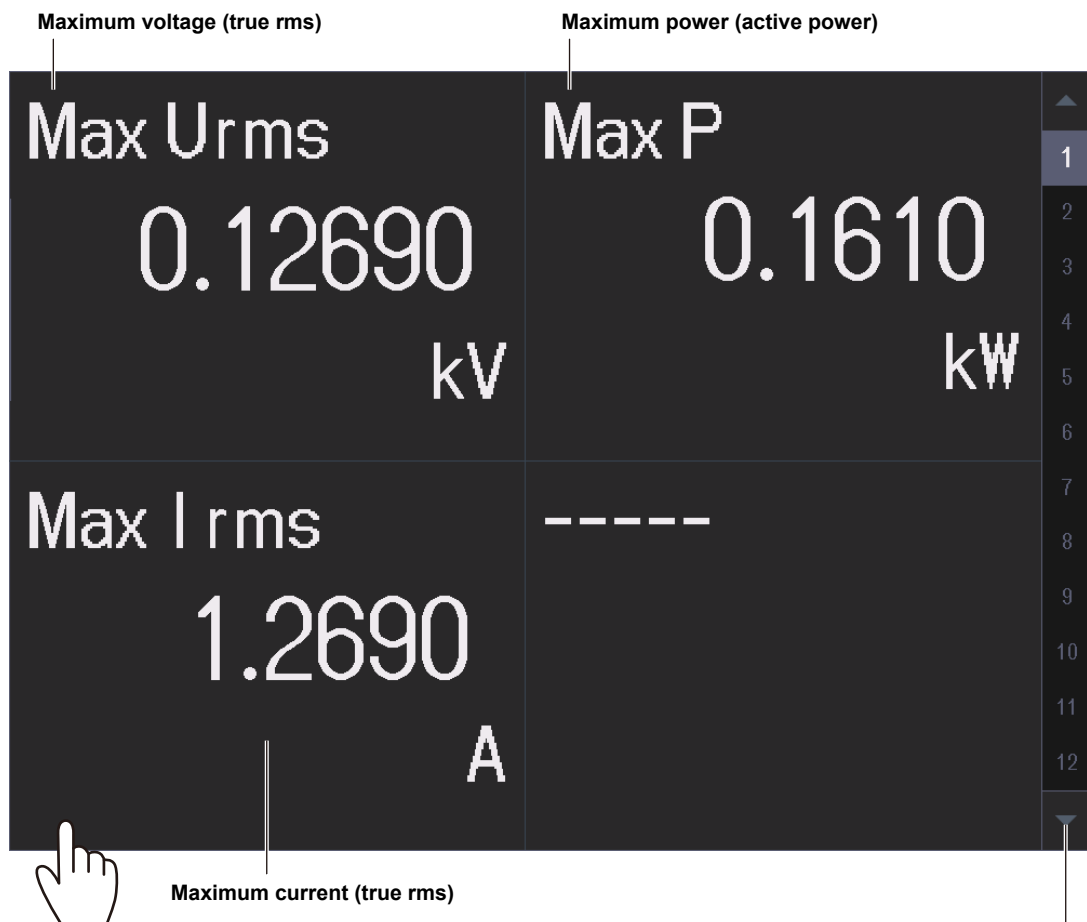 Maximum voltage (true rms)
Maximum power (active power)
Max Urms
0.12690
kV
Max P
0.1610
kW
Max I rms
1.2690
A
-----
1
2
3
4
5
6
7
8
9
10
11
12
Maximum current (true rms)